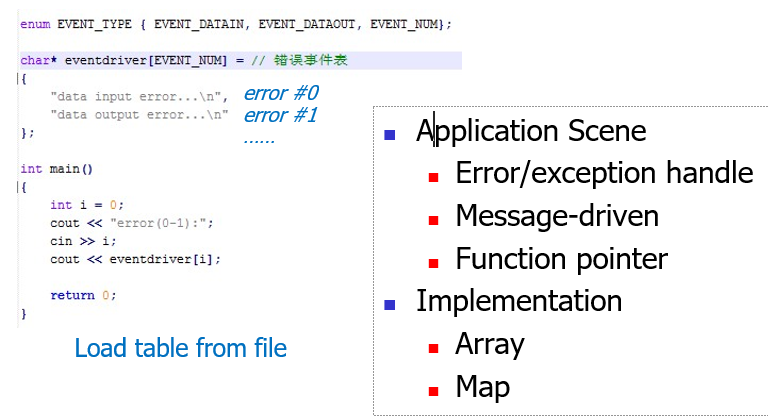 enum EVENT_TYPE { EVENT_DATAIN, EVENT_DATAOUT, EVENT_NUM};
char* eventdriver[EVENT_NUM] = // 错误事件表
{
"data input error...\n", error #0
"data output error...\n" error #1
}; ......
int main()
{
int i = 0;
cout << "error(0-1):";
cin >> i;
cout << eventdriver[i];
return 0;
}
Load table from file
Application Scene
Error/exception handle
Message-driven
Function pointer
Implementation
Array
Map